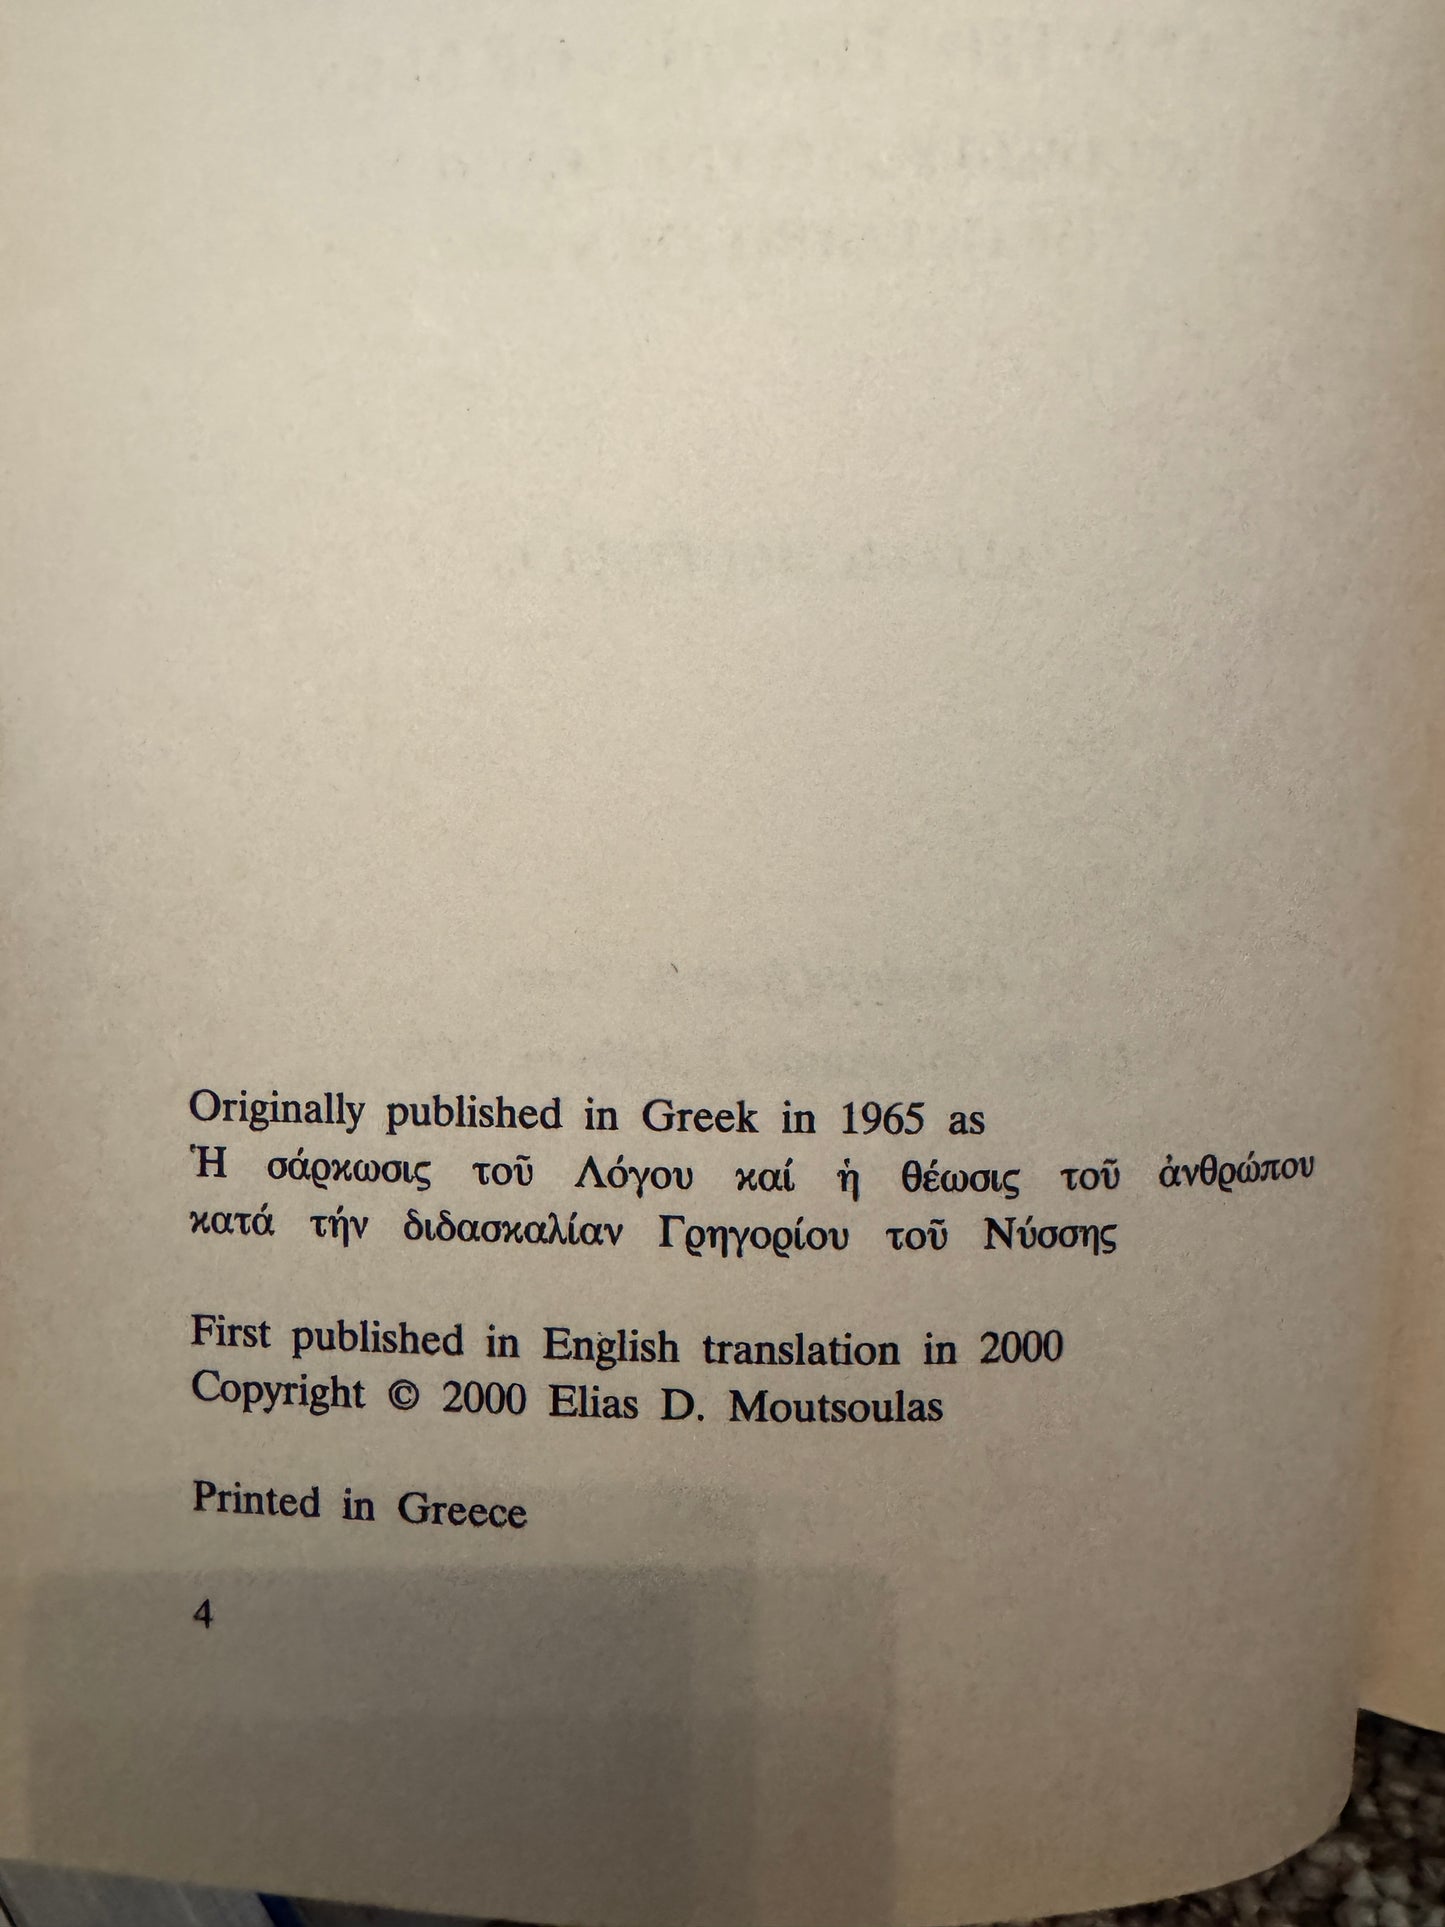 Originally published in Greek in 1965 as
Ἡ σάρκωσις τοῦ Λόγου καί ἡ θέωσις τοῦ ἀνθρώπου
κατά τήν διδασκαλίαν Γρηγορίου τοῦ Νύσσης
First published in English translation in 2000
Copyright © 2000 Elias D. Moutsoulas
Printed in Greece
4